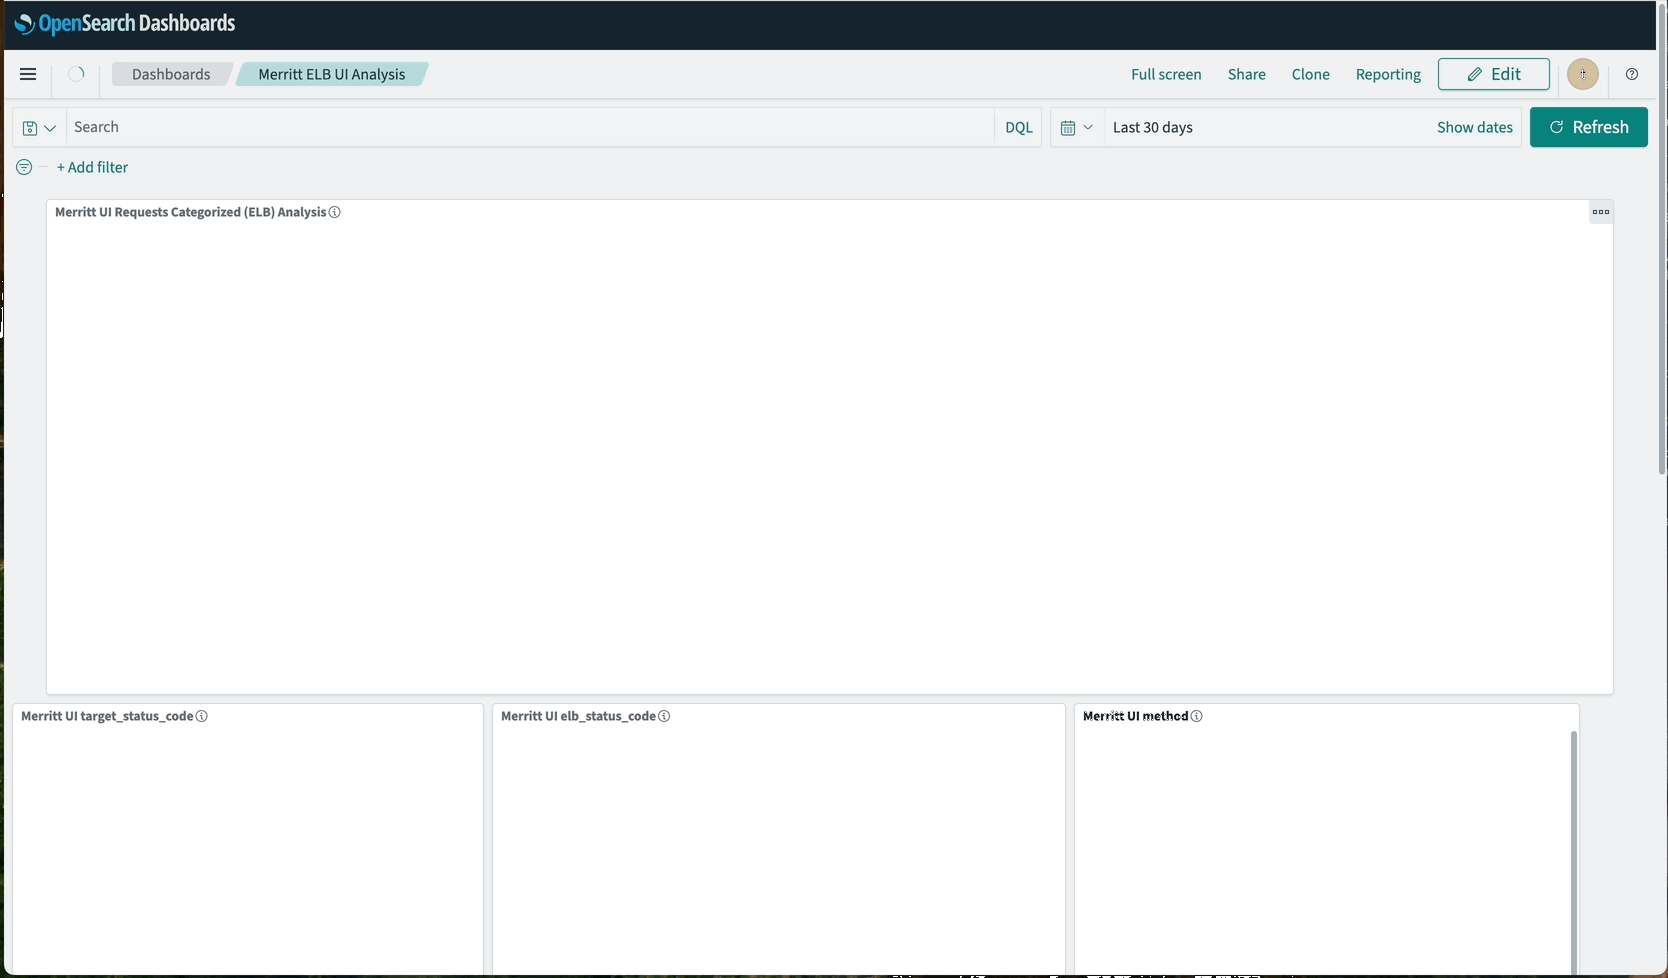 OpenSearch Dashboards
Dashboards
Merritt ELB UI Analysis
Full screen
Share
Clone
Reporting
Edit
Search
DQL
Last 30 days
Show dates
Refresh
+ Add filter
Merritt UI Requests Categorized (ELB) Analysis
Merritt UI target_status_code
Merritt UI elb_status_code
Merritt UI method